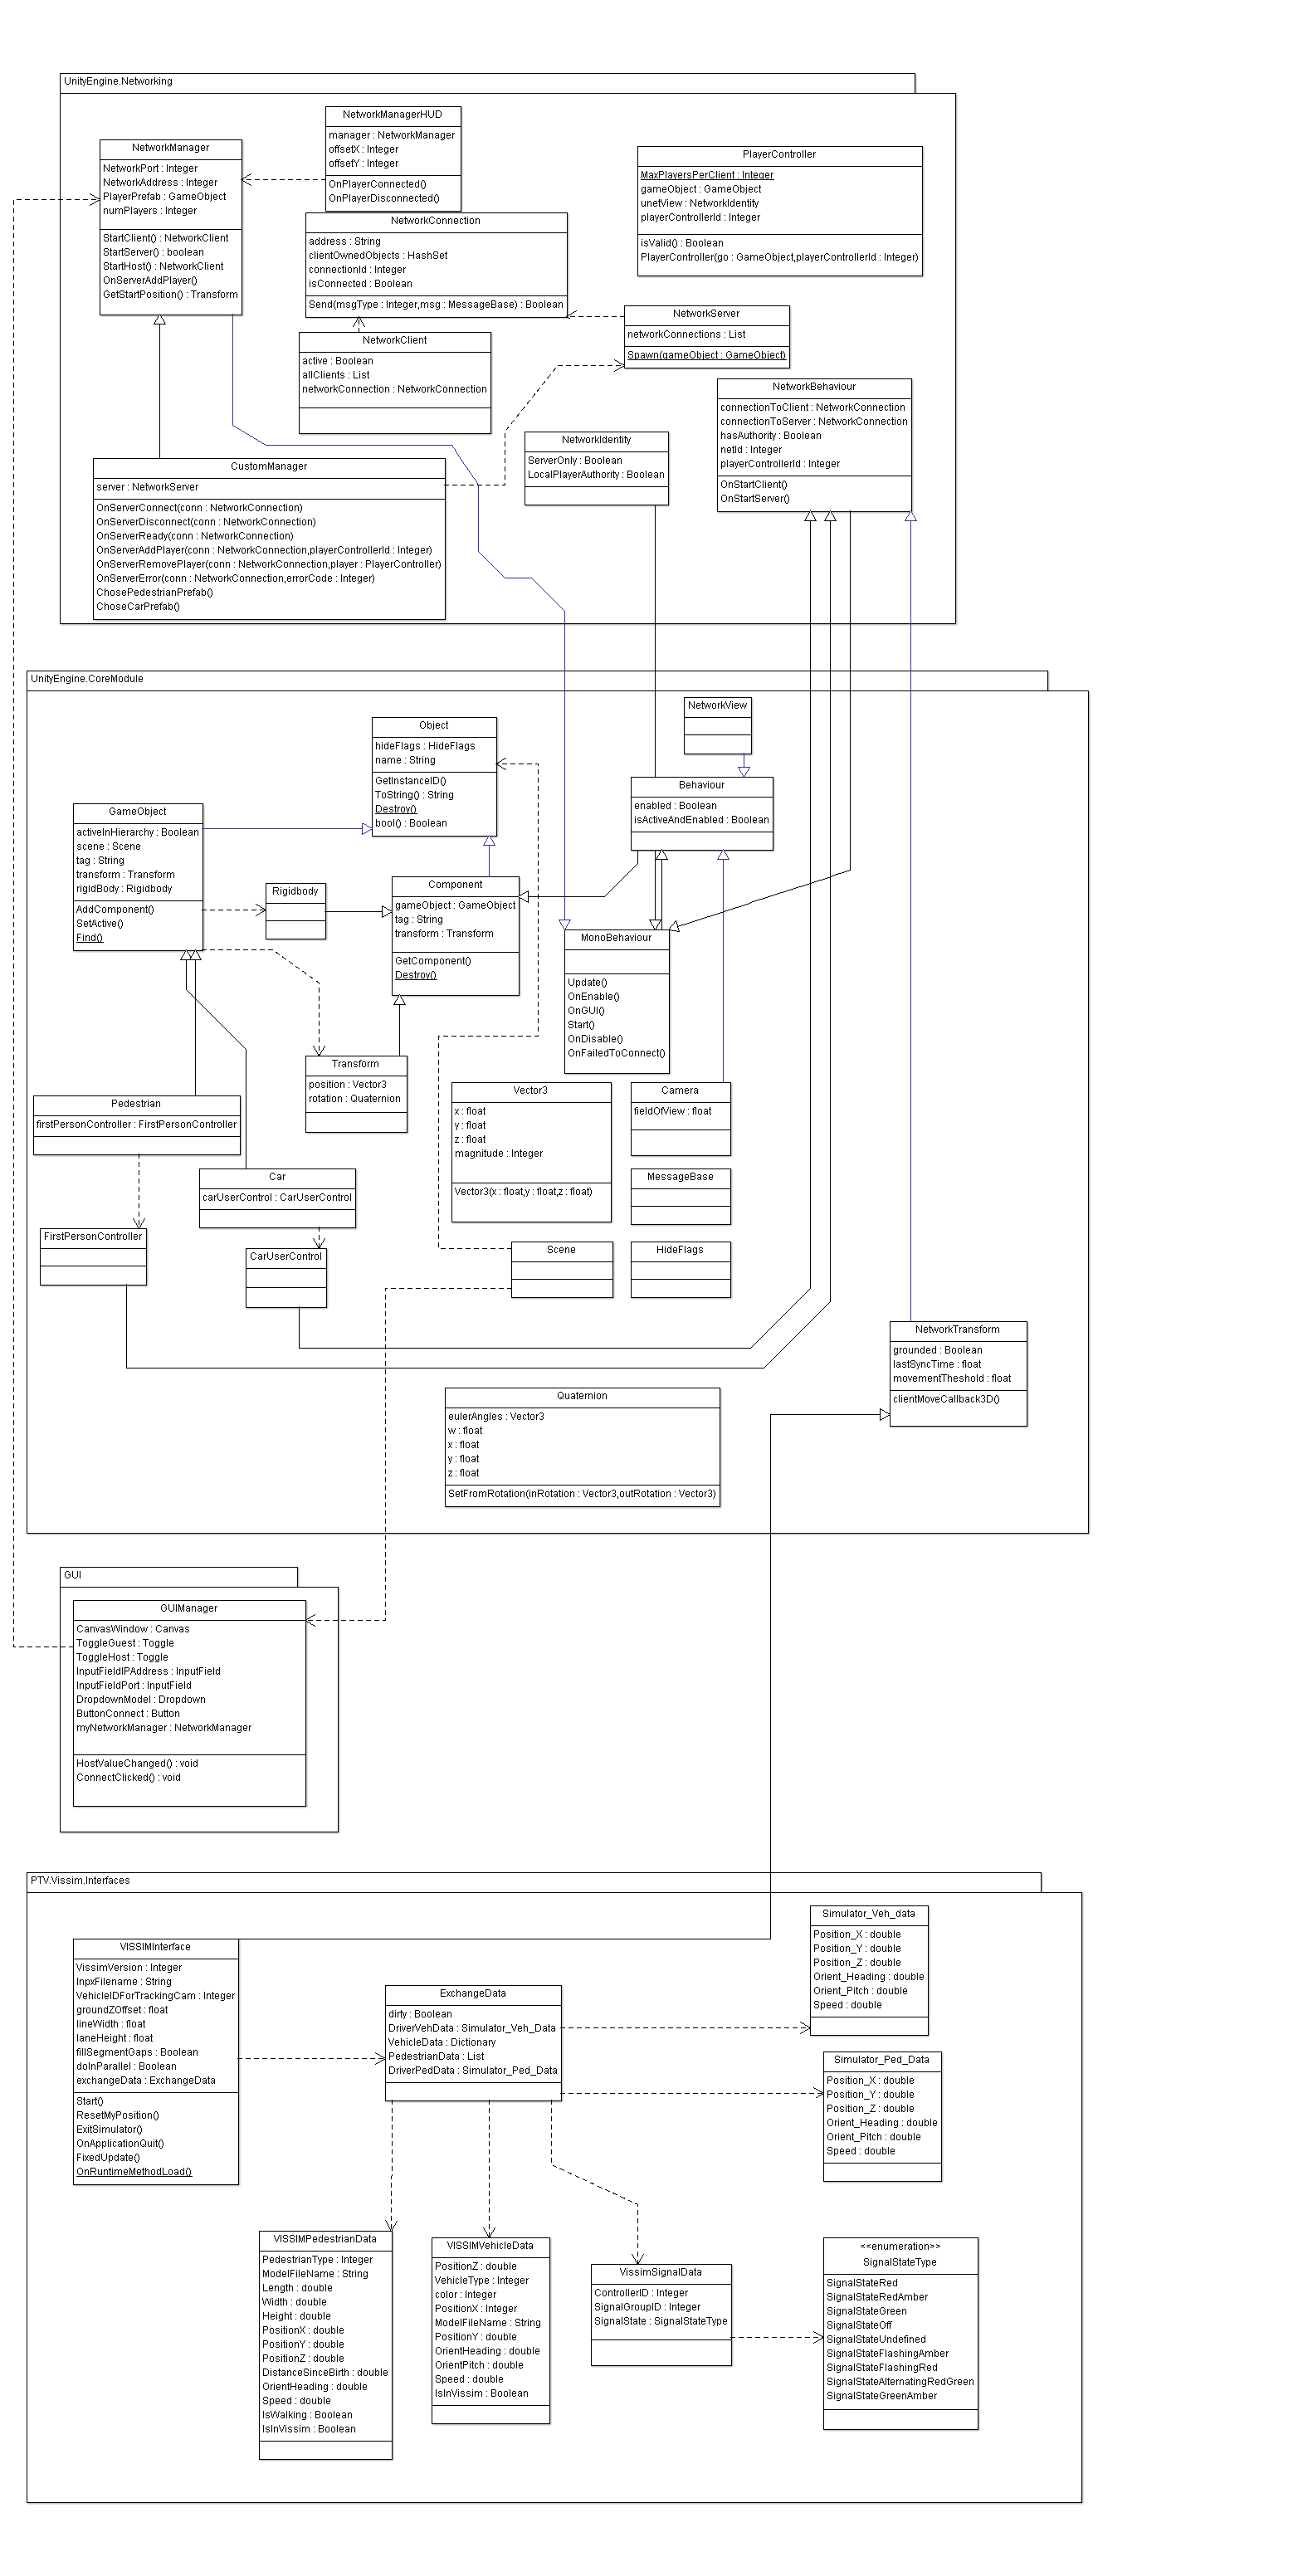 UnityEngine.Networking
NetworkManagerHUD
manager : NetworkManager
offsetX : Integer
offsetY : Integer
OnPlayerConnected()
OnPlayerDisconnected()
NetworkManager
NetworkPort : Integer
NetworkAddress : Integer
PlayerPrefab : GameObject
numPlayers : Integer
StartClient() : NetworkClient
StartServer() : boolean
StartHost() : NetworkClient
OnServerAddPlayer()
GetStartPosition() : Transform
PlayerController
MaxPlayersPerClient : Integer
gameObject : GameObject
unetView : NetworkIdentity
playerControllerId : Integer
isValid() : Boolean
PlayerController(go : GameObject,playerControllerId : Integer)
NetworkConnection
address : String
clientOwnedObjects : HashSet
connectionId : Integer
isConnected : Boolean
Send(msgType : Integer,msg : MessageBase) : Boolean
NetworkServer
networkConnections : List
Spawn(gameObject : GameObject)
NetworkClient
active : Boolean
allClients : List
networkConnection : NetworkConnection
NetworkBehaviour
connectionToClient : NetworkConnection
connectionToServer : NetworkConnection
hasAuthority : Boolean
netId : Integer
playerControllerId : Integer
OnStartClient()
OnStartServer()
NetworkIdentity
ServerOnly : Boolean
LocalPlayerAuthority : Boolean
CustomManager
server : NetworkServer
OnServerConnect(conn : NetworkConnection)
OnServerDisconnect(conn : NetworkConnection)
OnServerReady(conn : NetworkConnection)
OnServerAddPlayer(conn : NetworkConnection,playerControllerId : Integer)
OnServerRemovePlayer(conn : NetworkConnection,player : PlayerController)
OnServerError(conn : NetworkConnection,errorCode : Integer)
ChosePedestrianPrefab()
ChoseCarPrefab()
UnityEngine.CoreModule
NetworkView
Object
hideFlags : HideFlags
name : String
GetInstanceID()
ToString() : String
Destroy()
bool() : Boolean
Behaviour
enabled : Boolean
isActiveAndEnabled : Boolean
GameObject
activeInHierarchy : Boolean
scene : Scene
tag : String
transform : Transform
rigidBody : Rigidbody
AddComponent()
SetActive()
Find()
Rigidbody
Component
gameObject : GameObject
tag : String
transform : Transform
GetComponent()
Destroy()
MonoBehaviour
Update()
OnEnable()
OnGUI()
Start()
OnDisable()
OnFailedToConnect()
Transform
position : Vector3
rotation : Quaternion
Vector3
x : float
y : float
z : float
magnitude : Integer
Vector3(x : float,y : float,z : float)
Camera
fieldOfView : float
Pedestrian
firstPersonController : FirstPersonController
Car
carUserControl : CarUserControl
MessageBase
FirstPersonController
CarUserControl
Scene
HideFlags
NetworkTransform
grounded : Boolean
lastSyncTime : float
movementTheshold : float
clientMoveCallback3D()
Quaternion
eulerAngles : Vector3
w : float
x : float
y : float
z : float
SetFromRotation(inRotation : Vector3,outRotation : Vector3)
GUI
GUIManager
CanvasWindow : Canvas
ToggleGuest : Toggle
ToggleHost : Toggle
InputFieldIPAddress : InputField
InputFieldPort : InputField
DropdownModel : Dropdown
ButtonConnect : Button
myNetworkManager : NetworkManager
HostValueChanged() : void
ConnectClicked() : void
PTV.Vissim.Interfaces
VISSIMInterface
VissimVersion : Integer
InpxFilename : String
VehicleIDForTrackingCam : Integer
groundZOffset : float
lineWidth : float
laneHeight : float
fillSegmentGaps : Boolean
doInParallel : Boolean
exchangeData : ExchangeData
Start()
ResetMyPosition()
ExitSimulator()
OnApplicationQuit()
FixedUpdate()
OnRuntimeMethodLoad()
ExchangeData
dirty : Boolean
DriverVehData : Simulator_Veh_Data
VehicleData : Dictionary
PedestrianData : List
DriverPedData : Simulator_Ped_Data
Simulator_Veh_data
Position_X : double
Position_Y : double
Position_Z : double
Orient_Heading : double
Orient_Pitch : double
Speed : double
Simulator_Ped_Data
Position_X : double
Position_Y : double
Position_Z : double
Orient_Heading : double
Orient_Pitch : double
Speed : double
VISSIMPedestrianData
PedestrianType : Integer
ModelFileName : String
Length : double
Width : double
Height : double
PositionX : double
PositionY : double
PositionZ : double
DistanceSinceBirth : double
OrientHeading : double
Speed : double
IsWalking : Boolean
IsInVissim : Boolean
VISSIMVehicleData
PositionZ : double
VehicleType : Integer
color : Integer
PositionX : Integer
ModelFileName : String
PositionY : double
OrientHeading : double
OrientPitch : double
Speed : double
IsInVissim : Boolean
VissimSignalData
ControllerID : Integer
SignalGroupID : Integer
SignalState : SignalStateType
<<enumeration>>
SignalStateType
SignalStateRed
SignalStateRedAmber
SignalStateGreen
SignalStateOff
SignalStateUndefined
SignalStateFlashingAmber
SignalStateFlashingRed
SignalStateAlternatingRedGreen
SignalStateGreenAmber